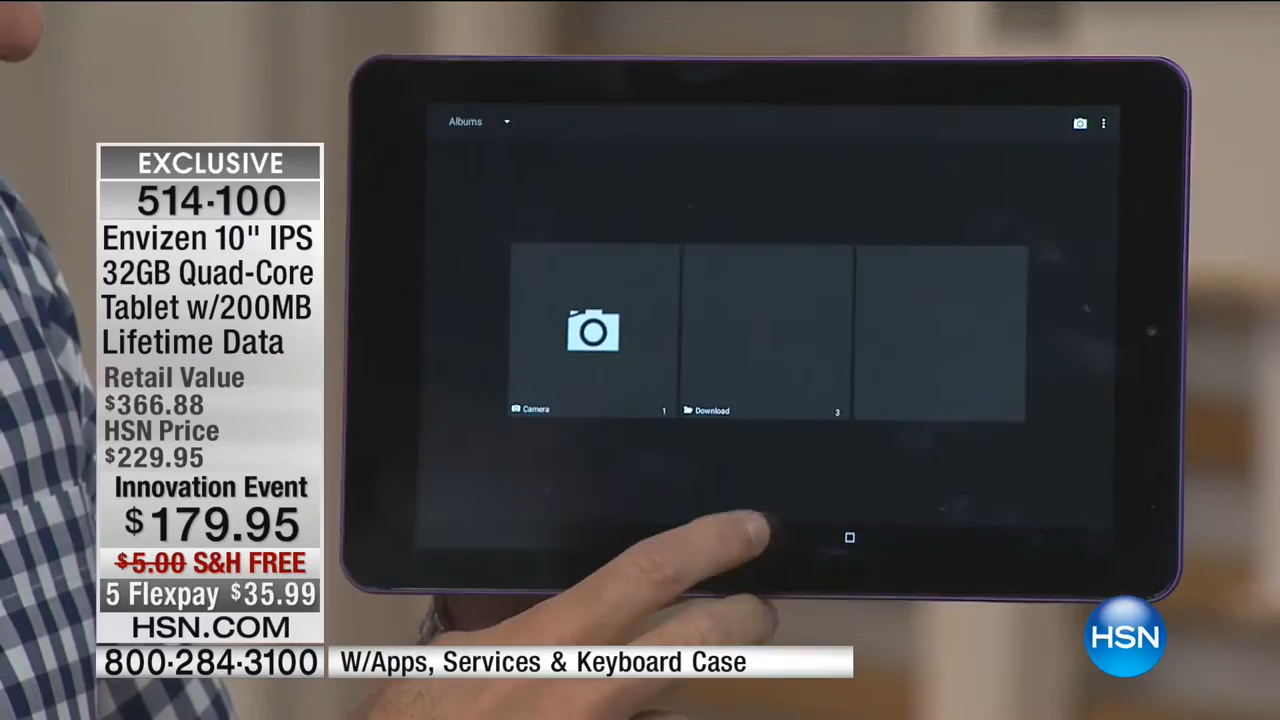 EXCLUSIVE
514·100
Envizen 10" IPS
32GB Quad-Core
Tablet w/200MB
Lifetime Data
Retail Value
$366.88
HSN Price
$229.95
Innovation Event
$179.95
$5.00 S&H FREE
5 Flexpay $35.99
HSN.COM
800·284·3100
W/Apps, Services & Keyboard Case
Albums
Camera 1
Download 3
HSN